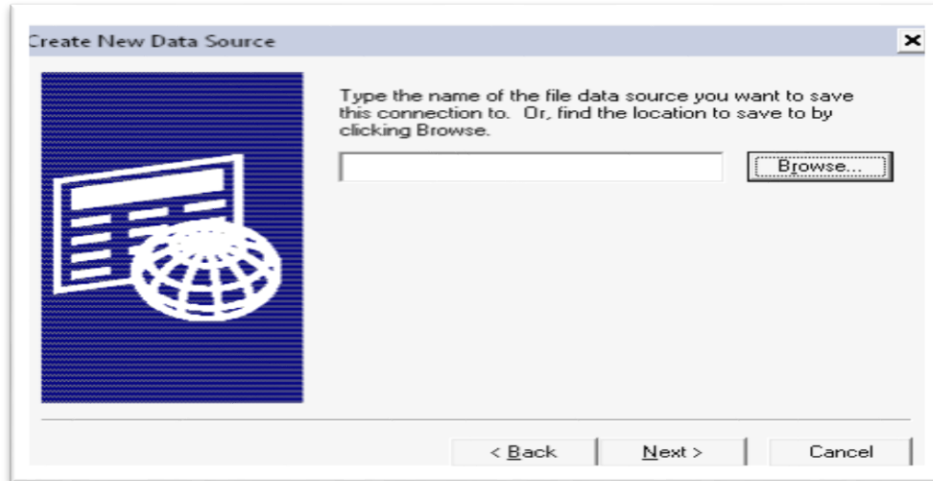 Create New Data Source
Type the name of the file data source you want to save
this connection to. Or, find the location to save to by
clicking Browse.
Browse...
< Back
Next >
Cancel